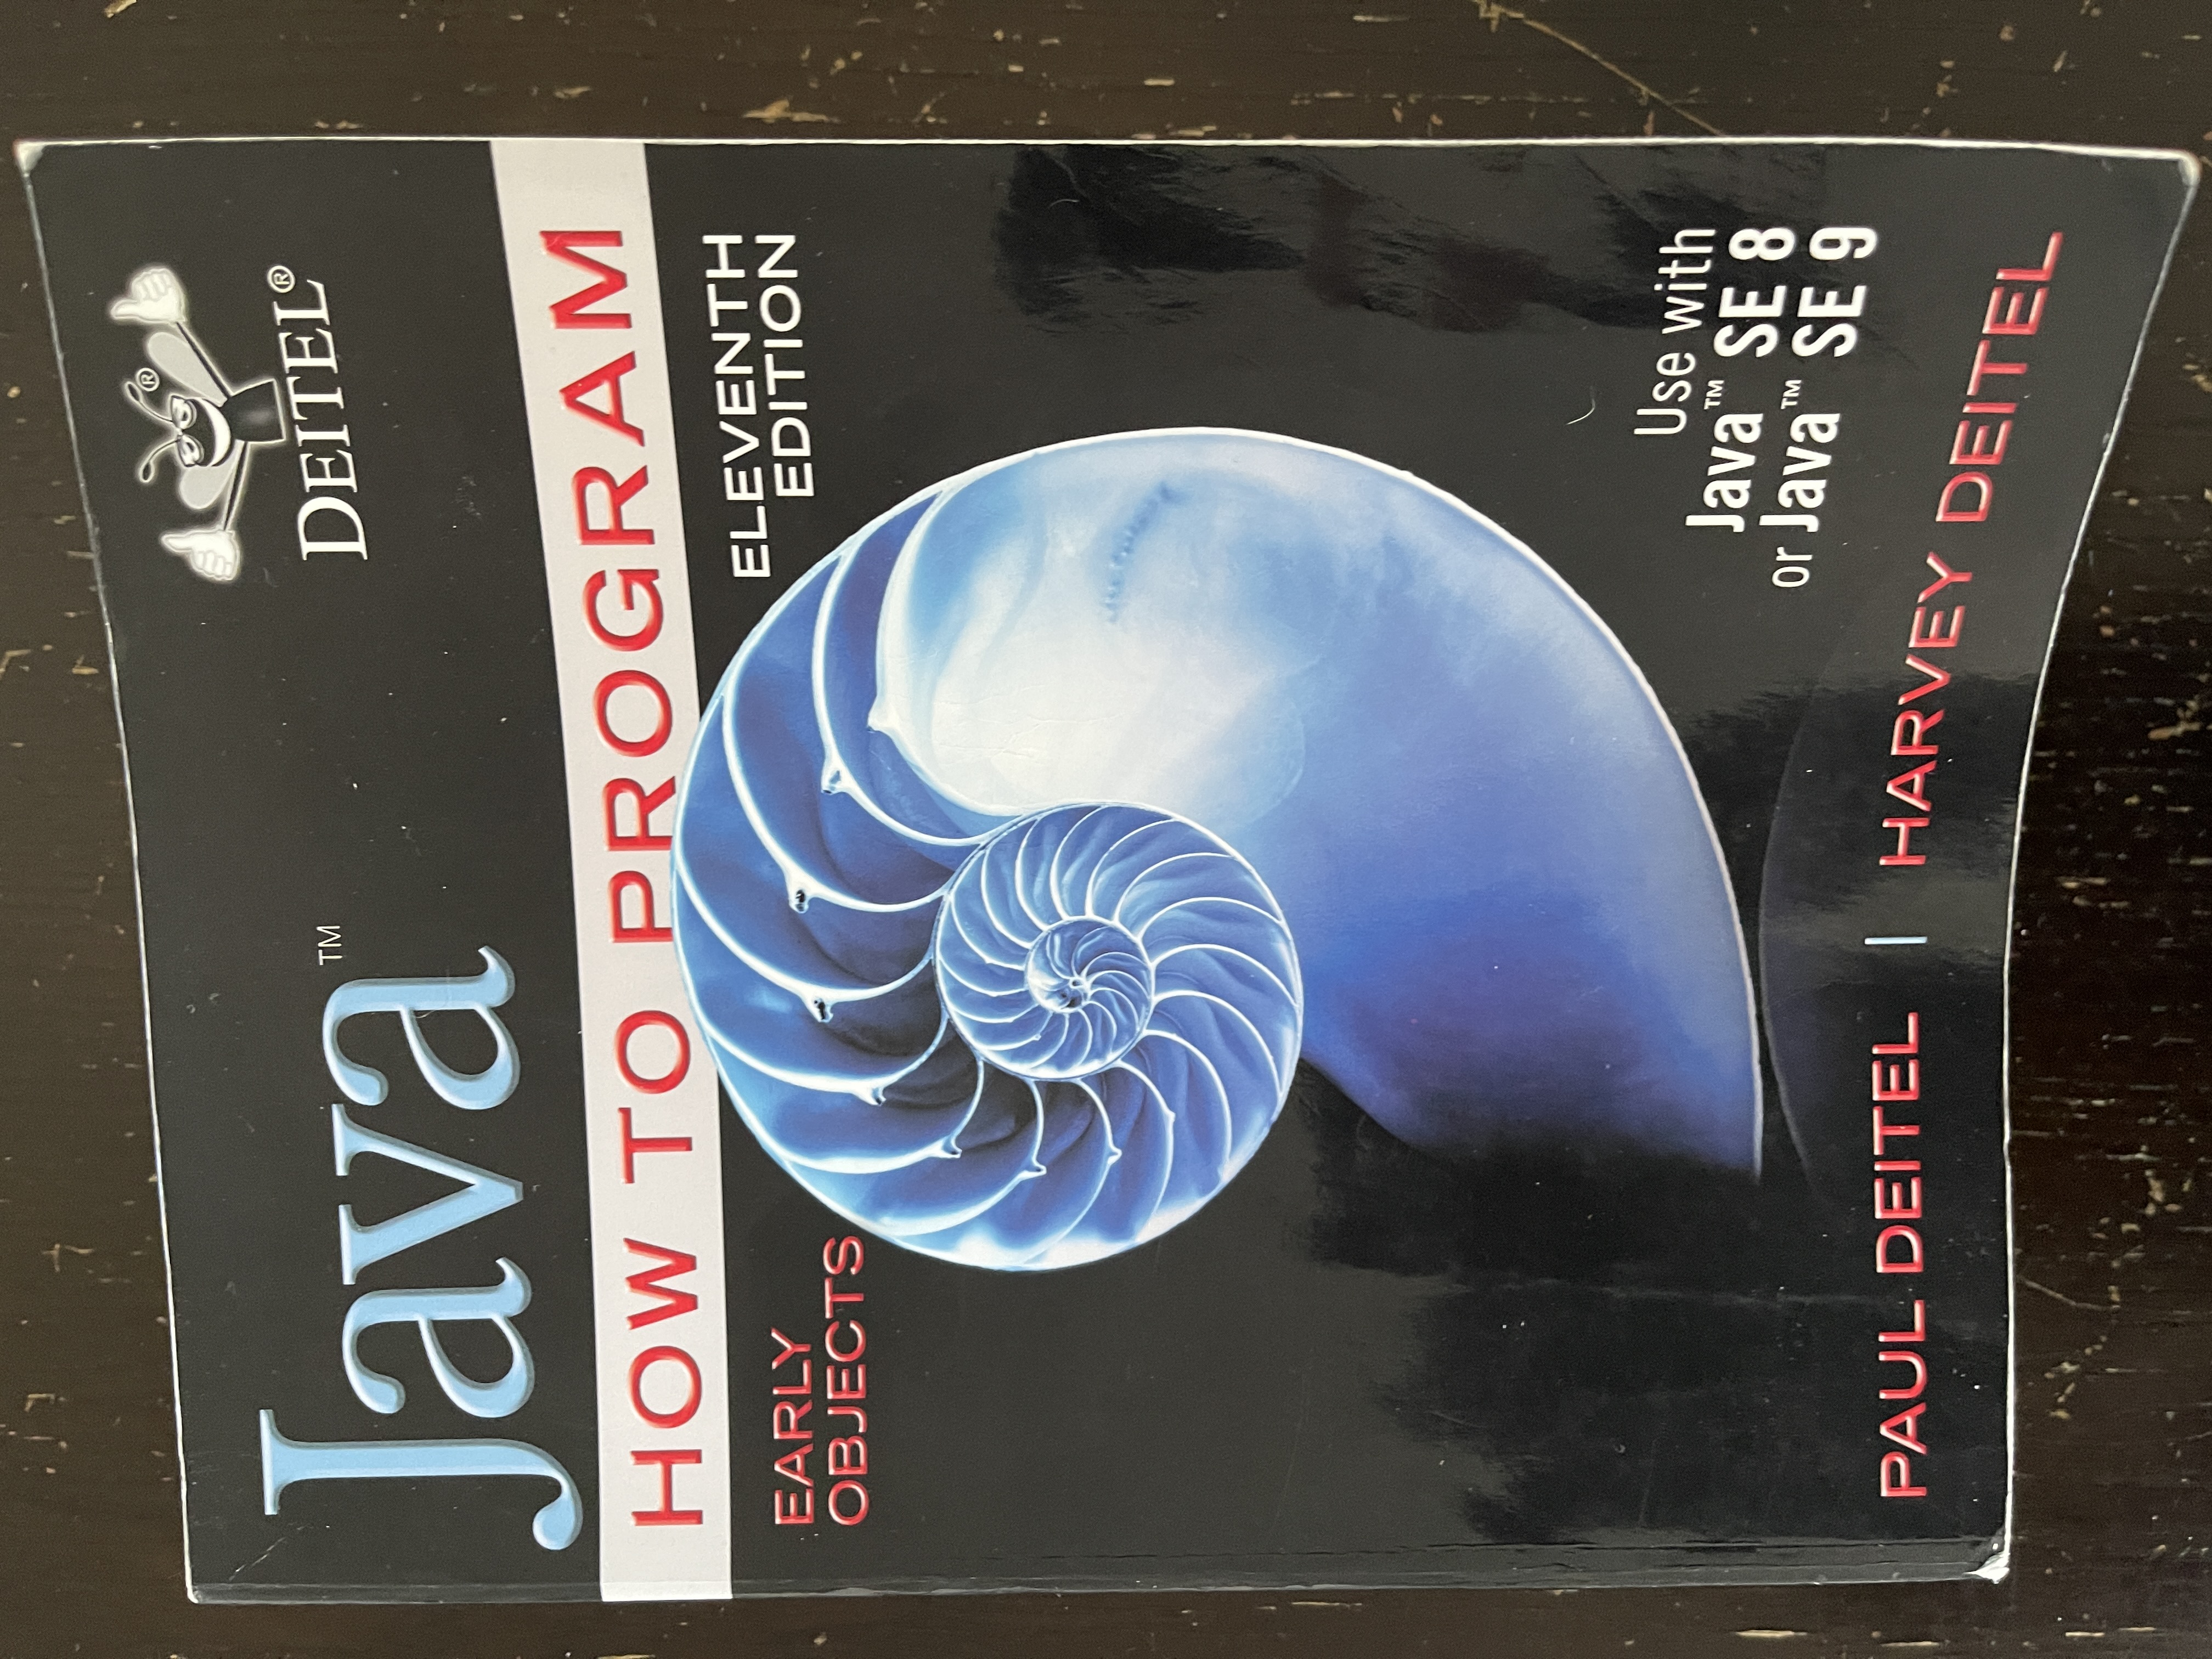 Java™
DEITEL®
HOW TO PROGRAM
EARLY
OBJECTS
ELEVENTH
EDITION
Use with
Java™ SE 8
or Java™ SE 9
PAUL DEITEL | HARVEY DEITEL